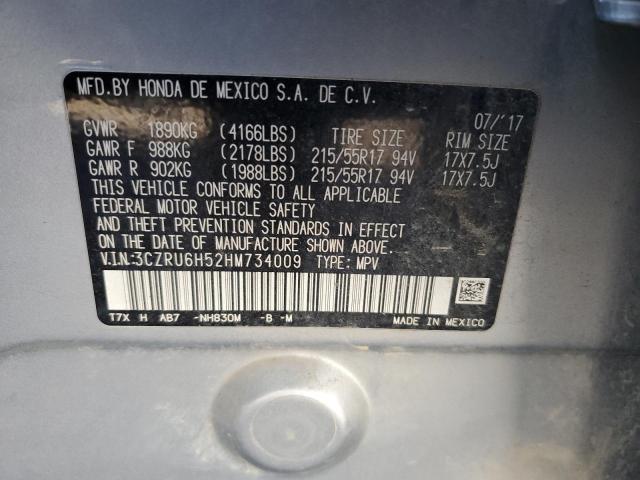 MFD.BY HONDA DE MEXICO S.A. DE C.V.
07/'17
GVWR 1890KG (4166LBS) TIRE SIZE RIM SIZE
GAWR F 988KG (2178LBS) 215/55R17 94V 17X7.5J
GAWR R 902KG (1988LBS) 215/55R17 94V 17X7.5J
THIS VEHICLE CONFORMS TO ALL APPLICABLE
FEDERAL MOTOR VEHICLE SAFETY
AND THEFT PREVENTION STANDARDS IN EFFECT
ON THE DATE OF MANUFACTURE SHOWN ABOVE.
V.I.N:3CZRU6H52HM734009 TYPE: MPV
T7X H AB7 -NH830M -B -M MADE IN MEXICO